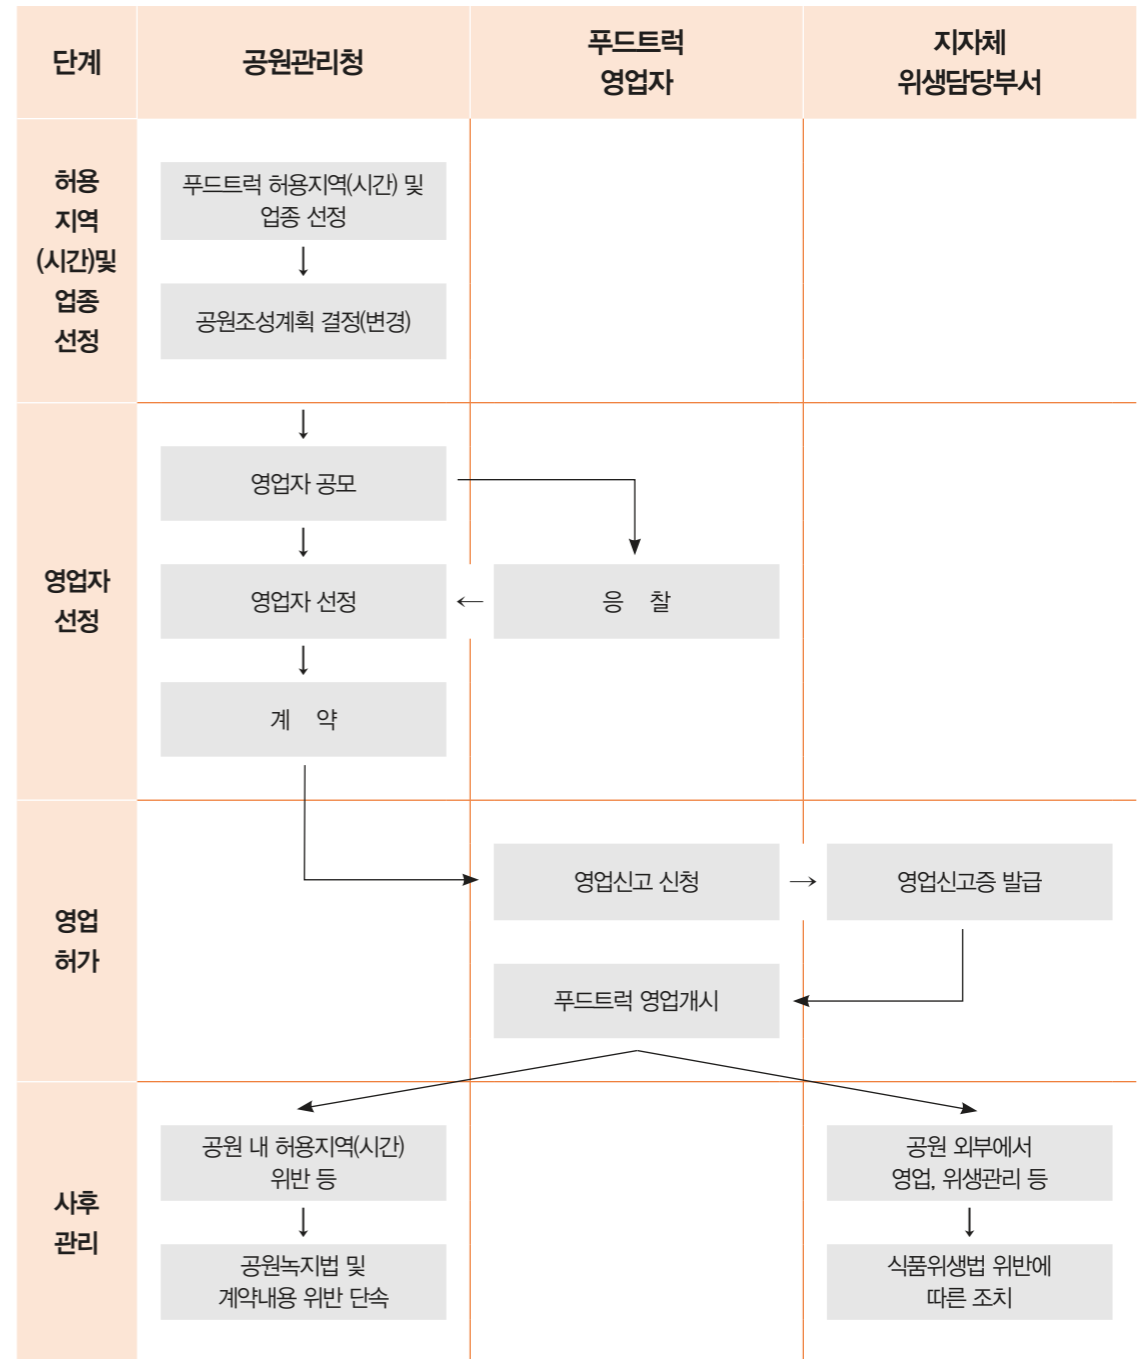 단계
공원관리청
푸드트럭
영업자
지자체
위생담당부서
허용
지역
(시간)및
업종
선정
푸드트럭 허용지역(시간) 및
업종 선정
↓
공원조성계획 결정(변경)
영업자
선정
↓
영업자 공모
↓
영업자 선정
←
응 찰
↓
계 약
영업
허가
영업신고 신청
→
영업신고증 발급
푸드트럭 영업개시
사후
관리
공원 내 허용지역(시간)
위반 등
↓
공원녹지법 및
계약내용 위반 단속
공원 외부에서
영업, 위생관리 등
↓
식품위생법 위반에
따른 조치